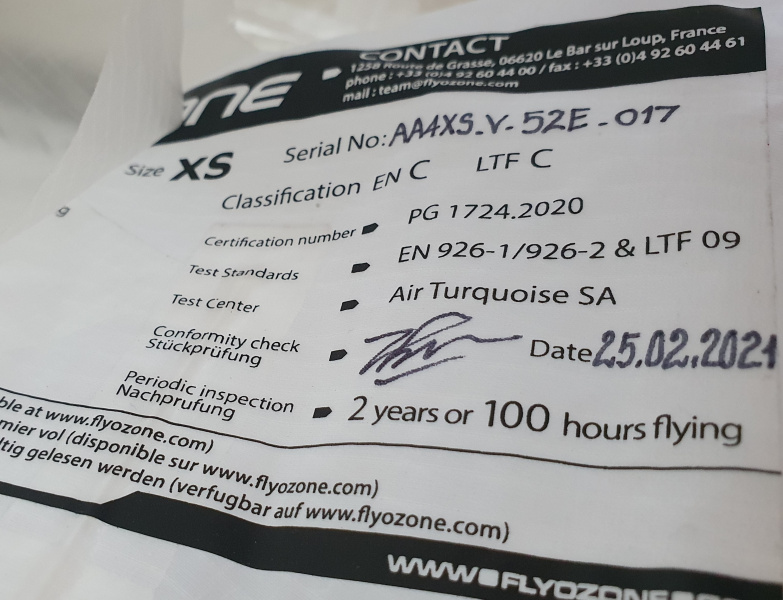 CONTACT
1258 Route de Grasse, 06620 Le Bar sur Loup, France
phone : +33 (0)4 92 60 44 00 / fax : +33 (0)4 92 60 44 61
mail : team@flyozone.com
ZONE
Size XS
Serial No: AA4XS-V-52E-017
Classification EN C LTF C
g
Certification number PG 1724.2020
Test Standards EN 926-1/926-2 & LTF 09
Test Center Air Turquoise SA
Conformity check
Stückprüfung
Date 25.02.2021
Periodic inspection
Nachprufung
2 years or 100 hours flying
ble at www.flyozone.com)
mier vol (disponible sur www.flyozone.com)
ltig gelesen werden (verfugbar auf www.flyozone.com)
WWW.FLYOZONE